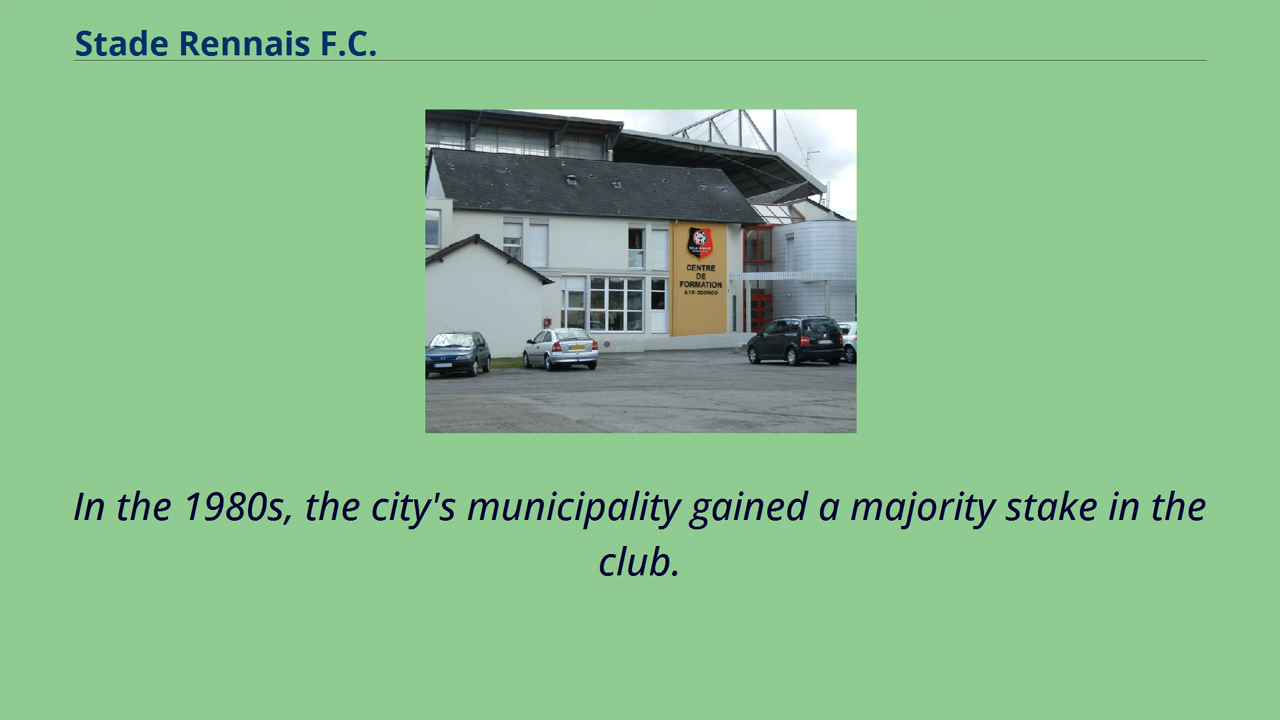 Stade Rennais F.C.
CENTRE
DE
FORMATION
In the 1980s, the city's municipality gained a majority stake in the
club.